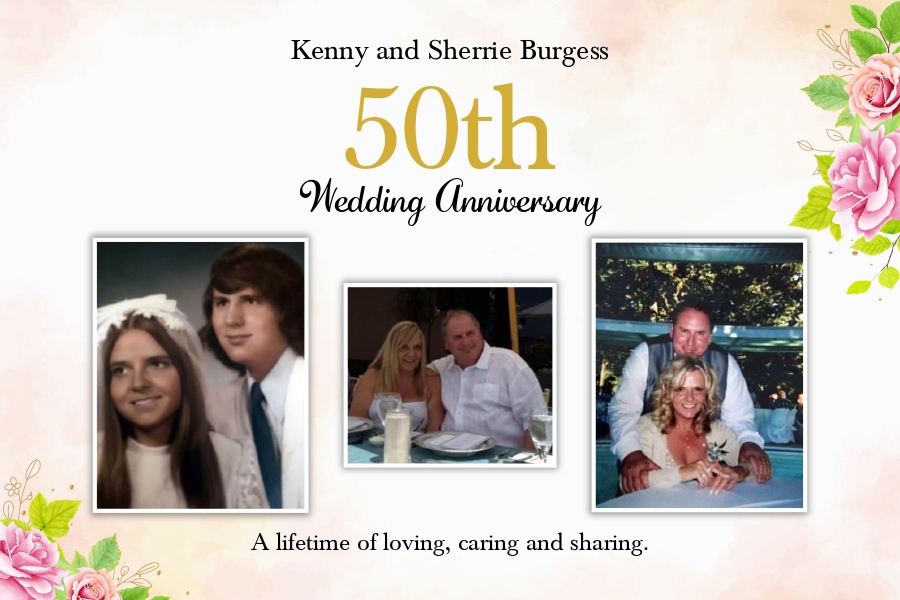 Kenny and Sherrie Burgess
50th
Wedding Anniversary
A lifetime of loving, caring and sharing.